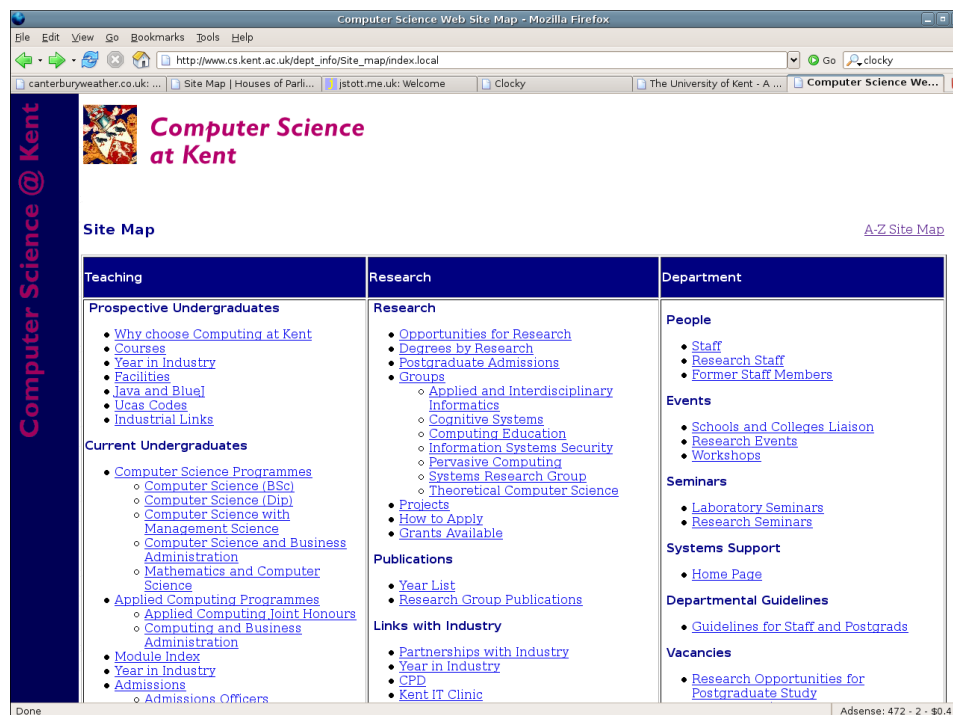 Computer Science Web Site Map - Mozilla Firefox
File Edit View Go Bookmarks Tools Help
http://www.cs.kent.ac.uk/dept_info/Site_map/index.local
Go
clocky
canterburyweather.co.uk: ...
Site Map | Houses of Parli...
jstott.me.uk: Welcome
Clocky
The University of Kent - A ...
Computer Science We...
Computer Science @ Kent
Computer Science
at Kent
Site Map
A-Z Site Map
Teaching
Prospective Undergraduates
Why choose Computing at Kent
Courses
Year in Industry
Facilities
Java and BlueJ
Ucas Codes
Industrial Links
Current Undergraduates
Computer Science Programmes
Computer Science (BSc)
Computer Science (Dip)
Computer Science with
Management Science
Computer Science and Business
Administration
Mathematics and Computer
Science
Applied Computing Programmes
Applied Computing Joint Honours
Computing and Business
Administration
Module Index
Year in Industry
Admissions
Admissions Officers
Research
Research
Opportunities for Research
Degrees by Research
Postgraduate Admissions
Groups
Applied and Interdisciplinary
Informatics
Cognitive Systems
Computing Education
Information Systems Security
Pervasive Computing
Systems Research Group
Theoretical Computer Science
Projects
How to Apply
Grants Available
Publications
Year List
Research Group Publications
Links with Industry
Partnerships with Industry
Year in Industry
CPD
Kent IT Clinic
Department
People
Staff
Research Staff
Former Staff Members
Events
Schools and Colleges Liaison
Research Events
Workshops
Seminars
Laboratory Seminars
Research Seminars
Systems Support
Home Page
Departmental Guidelines
Guidelines for Staff and Postgrads
Vacancies
Research Opportunities for
Postgraduate Study
Done
Adsense: 472 - 2 - $0.4